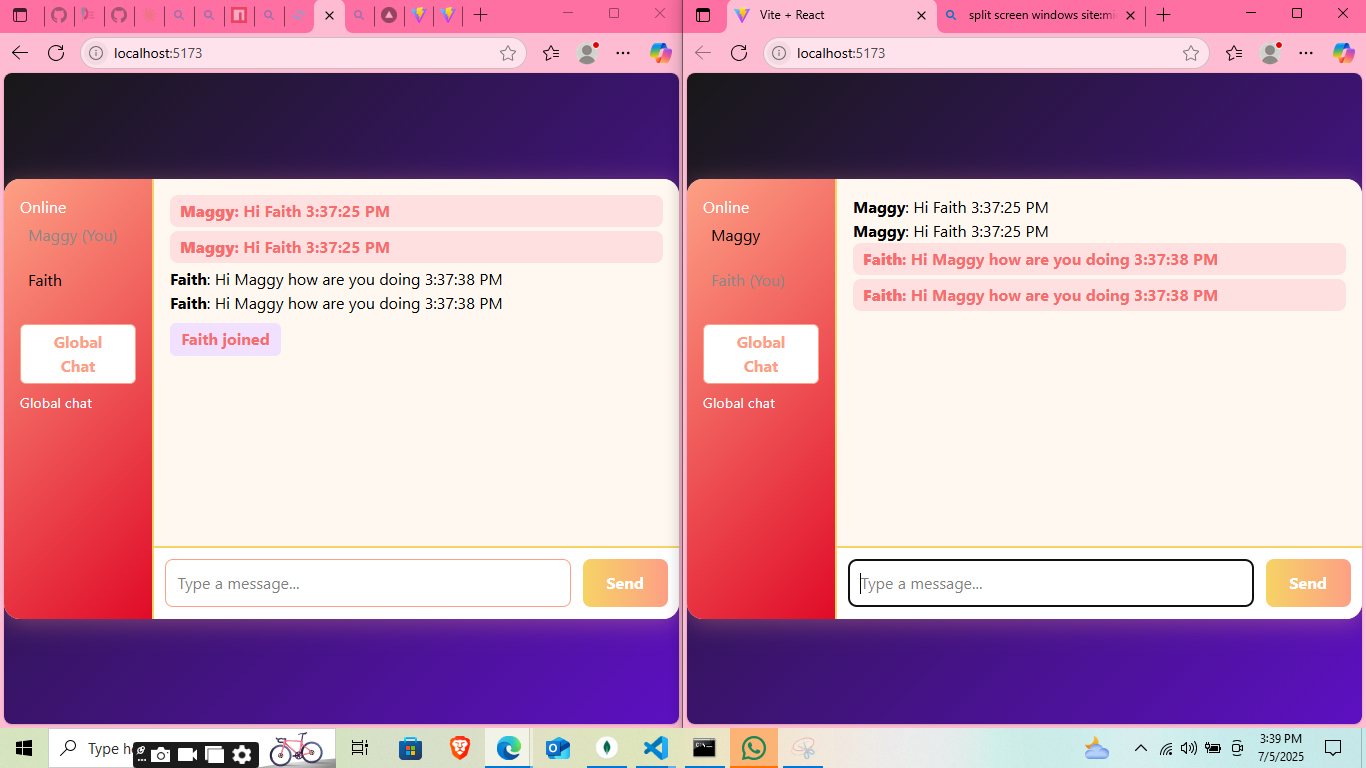 Vite + React
split screen windows site:mi
localhost:5173
localhost:5173
Online
Maggy (You)
Faith
Global
Chat
Global chat
Maggy: Hi Faith 3:37:25 PM
Maggy: Hi Faith 3:37:25 PM
Faith: Hi Maggy how are you doing 3:37:38 PM
Faith: Hi Maggy how are you doing 3:37:38 PM
Faith joined
Type a message...
Send
Online
Maggy
Faith (You)
Global
Chat
Global chat
Maggy: Hi Faith 3:37:25 PM
Maggy: Hi Faith 3:37:25 PM
Faith: Hi Maggy how are you doing 3:37:38 PM
Faith: Hi Maggy how are you doing 3:37:38 PM
Type a message...
Send
Type he
3:39 PM
7/5/2025